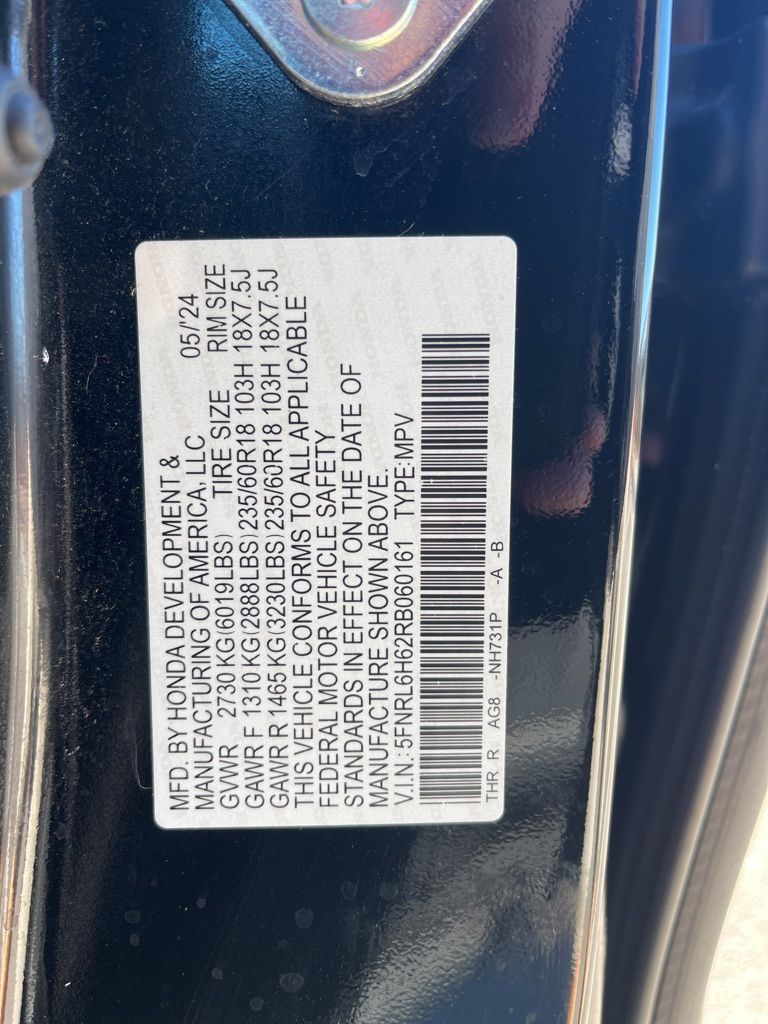 MFD. BY HONDA DEVELOPMENT &
MANUFACTURING OF AMERICA, LLC 05/'24
GVWR 2730 KG(6019LBS) TIRE SIZE RIM SIZE
GAWR F 1310 KG(2888LBS)235/60R18 103H 18X7.5J
GAWR R 1465 KG(3230LBS)235/60R18 103H 18X7.5J
THIS VEHICLE CONFORMS TO ALL APPLICABLE
FEDERAL MOTOR VEHICLE SAFETY
STANDARDS IN EFFECT ON THE DATE OF
MANUFACTURE SHOWN ABOVE.
V.I.N.:5FNRL6H62RB060161 TYPE:MPV
THR R AG8 -NH731P -A -B